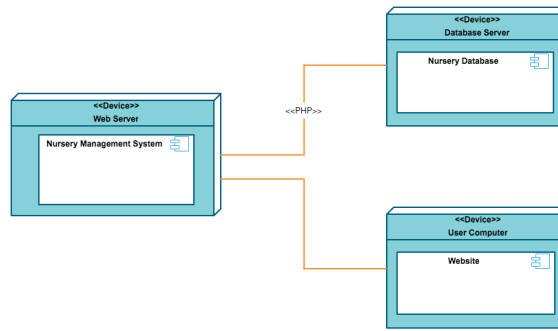 <<Device>>
Database Server
Nursery Database
<<PHP>>
<<Device>>
Web Server
Nursery Management System
<<Device>>
User Computer
Website